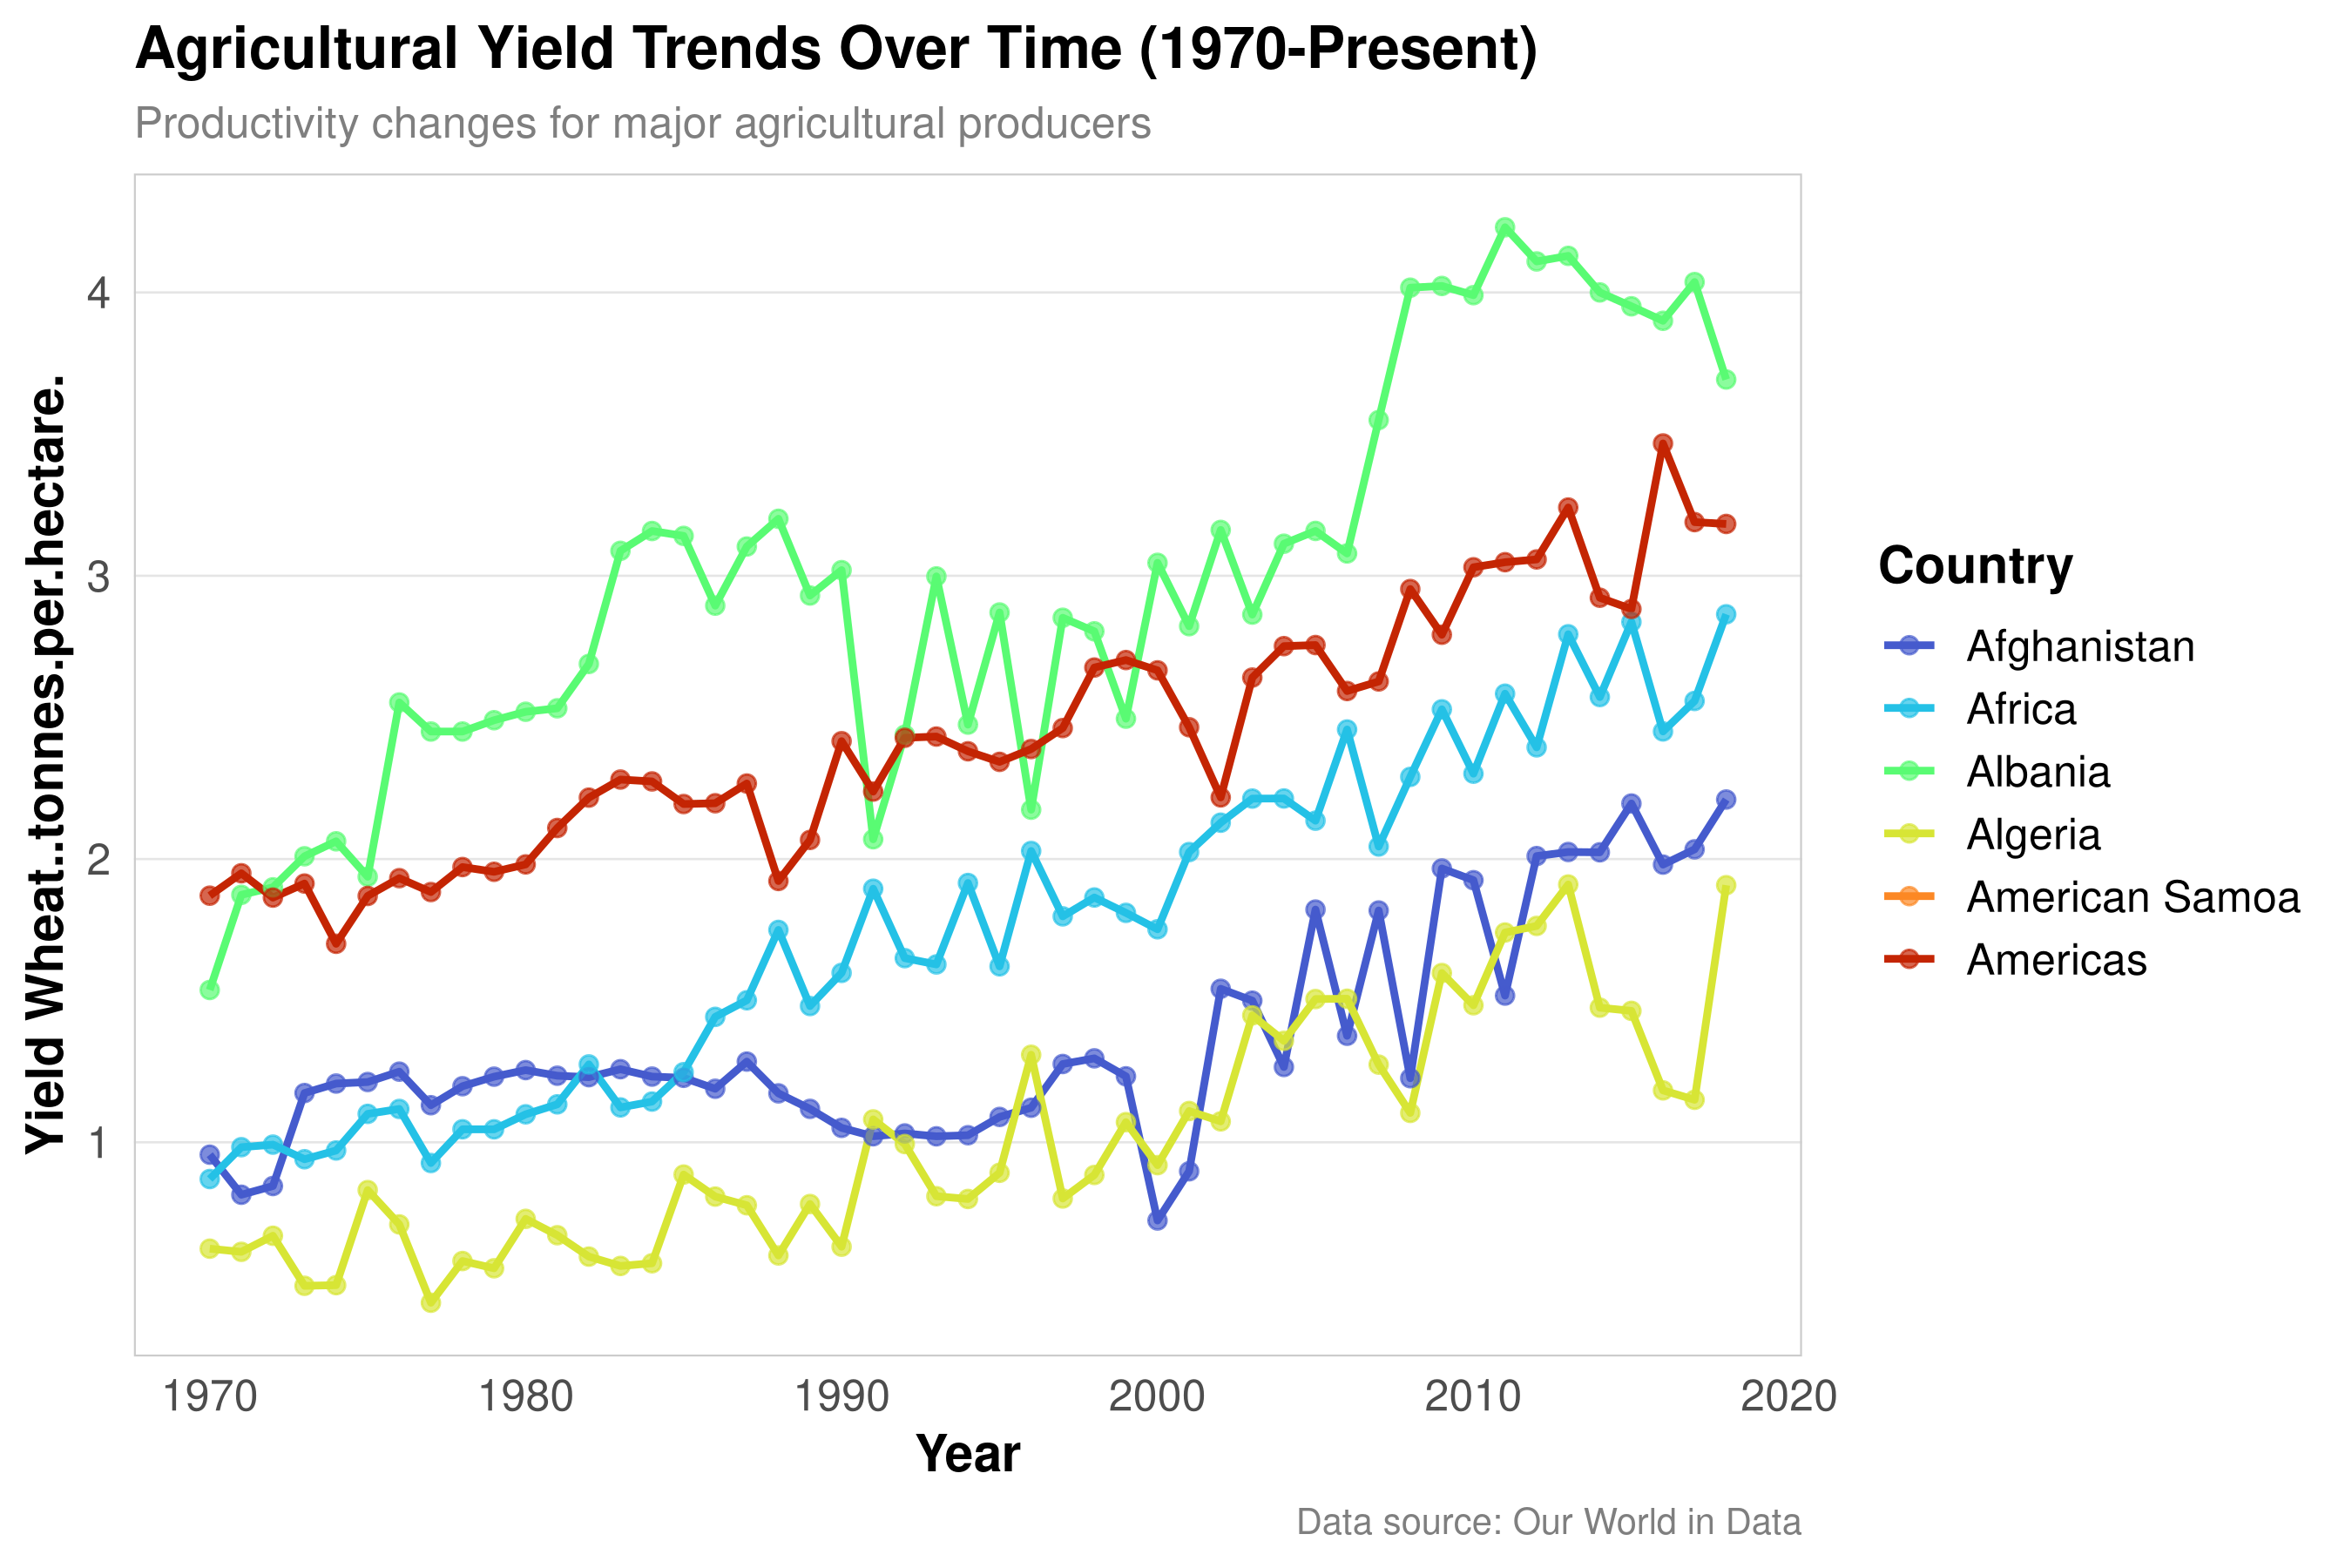 Agricultural Yield Trends Over Time (1970-Present)
Productivity changes for major agricultural producers
Yield Wheat..tonnes.per.hectare.
4
3
2
1
1970 1980 1990 2000 2010 2020
Year
Country
Afghanistan
Africa
Albania
Algeria
American Samoa
Americas
Data source: Our World in Data